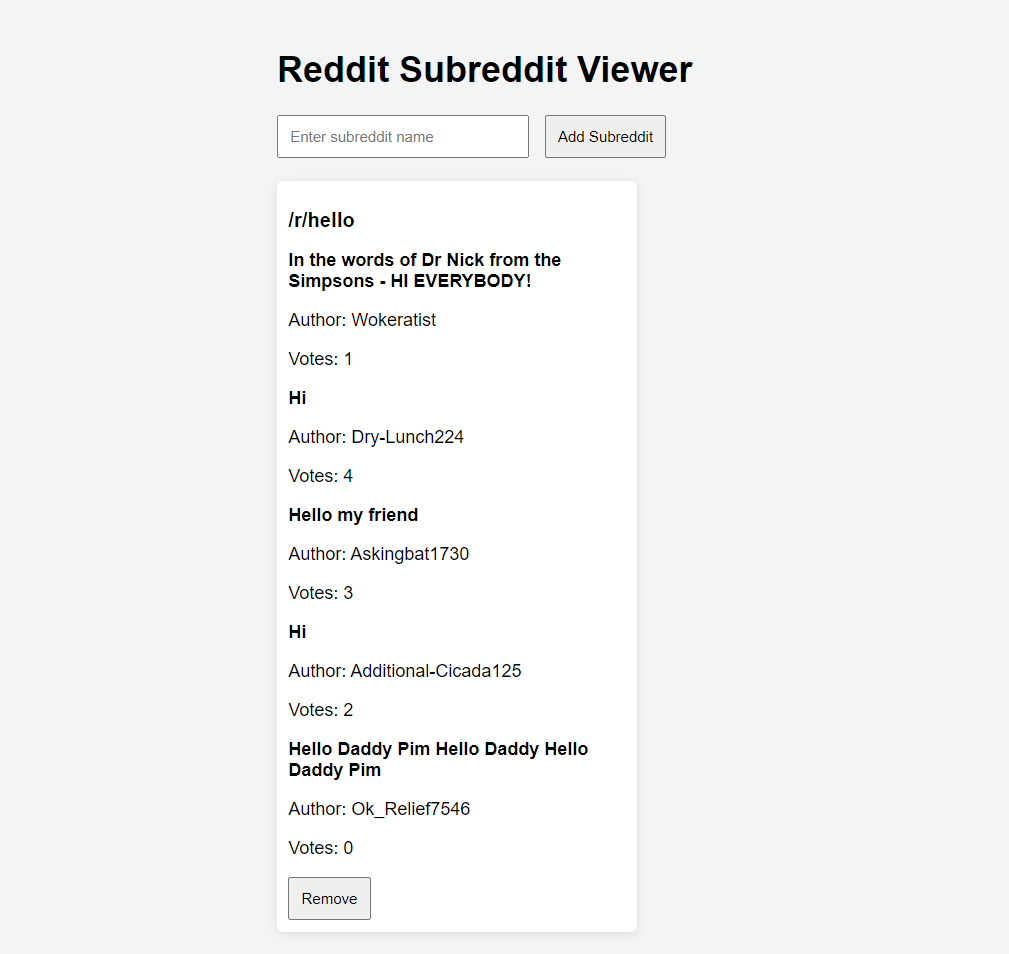 Reddit Subreddit Viewer
Enter subreddit name
Add Subreddit
/r/hello
In the words of Dr Nick from the
Simpsons - HI EVERYBODY!
Author: Wokeratist
Votes: 1
Hi
Author: Dry-Lunch224
Votes: 4
Hello my friend
Author: Askingbat1730
Votes: 3
Hi
Author: Additional-Cicada125
Votes: 2
Hello Daddy Pim Hello Daddy Hello
Daddy Pim
Author: Ok_Relief7546
Votes: 0
Remove